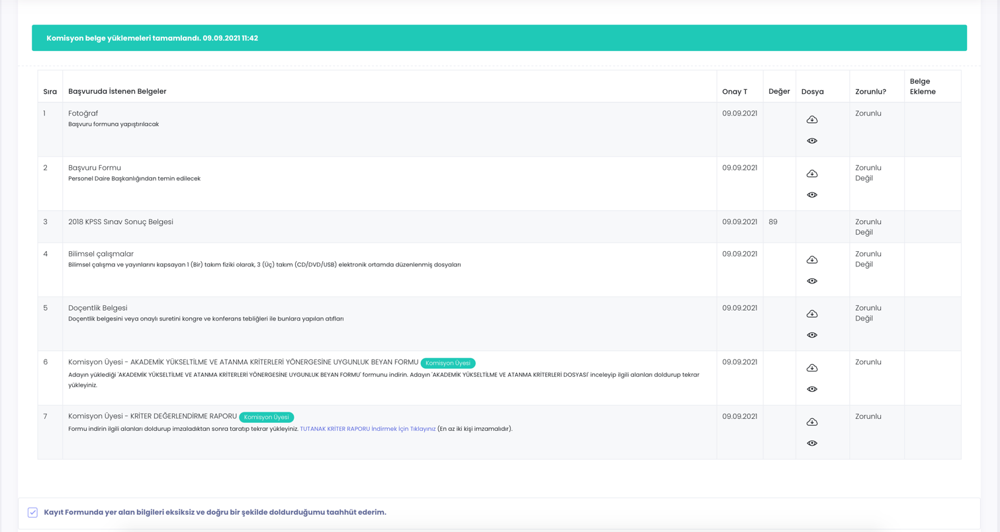 Komisyon belge yüklemeleri tamamlandı. 09.09.2021 11:42
Sıra Başvuruda İstenen Belgeler Onay T Değer Dosya Zorunlu? Belge Ekleme
1 Fotoğraf 09.09.2021 Zorunlu
Başvuru formuna yapıştırılacak
2 Başvuru Formu 09.09.2021 Zorunlu Değil
Personel Daire Başkanlığından temin edilecek
3 2018 KPSS Sınav Sonuç Belgesi 09.09.2021 89 Zorunlu Değil
4 Bilimsel çalışmalar 09.09.2021 Zorunlu Değil
Bilimsel çalışma ve yayınlarını kapsayan 1 (Bir) takım fiziki olarak, 3 (Üç) takım (CD/DVD/USB) elektronik ortamda düzenlenmiş dosyaları
5 Doçentlik Belgesi 09.09.2021 Zorunlu Değil
Doçentlik belgesini veya onaylı suretini kongre ve konferans tebliğleri ile bunlara yapılan atıfları
6 Komisyon Üyesi - AKADEMİK YÜKSELTİLME VE ATANMA KRİTERLERİ YÖNERGESİNE UYGUNLUK BEYAN FORMU Komisyon Üyesi 09.09.2021 Zorunlu
Adayın yüklediği 'AKADEMİK YÜKSELTİLME VE ATANMA KRİTERLERİ YÖNERGESİNE UYGUNLUK BEYAN FORMU' formunu indirin. Adayın 'AKADEMİK YÜKSELTİLME VE ATANMA KRİTERLERİ DOSYASI' inceleyip ilgili alanları doldurup tekrar
yükleyiniz.
7 Komisyon Üyesi - KRİTER DEĞERLENDİRME RAPORU Komisyon Üyesi 09.09.2021 Zorunlu
Formu indirin ilgili alanları doldurup imzaladıktan sonra taratıp tekrar yükleyiniz. TUTANAK KRİTER RAPORU İndirmek İçin Tıklayınız (En az iki kişi imzamalıdır).
Kayıt Formunda yer alan bilgileri eksiksiz ve doğru bir şekilde doldurduğumu taahhüt ederim.